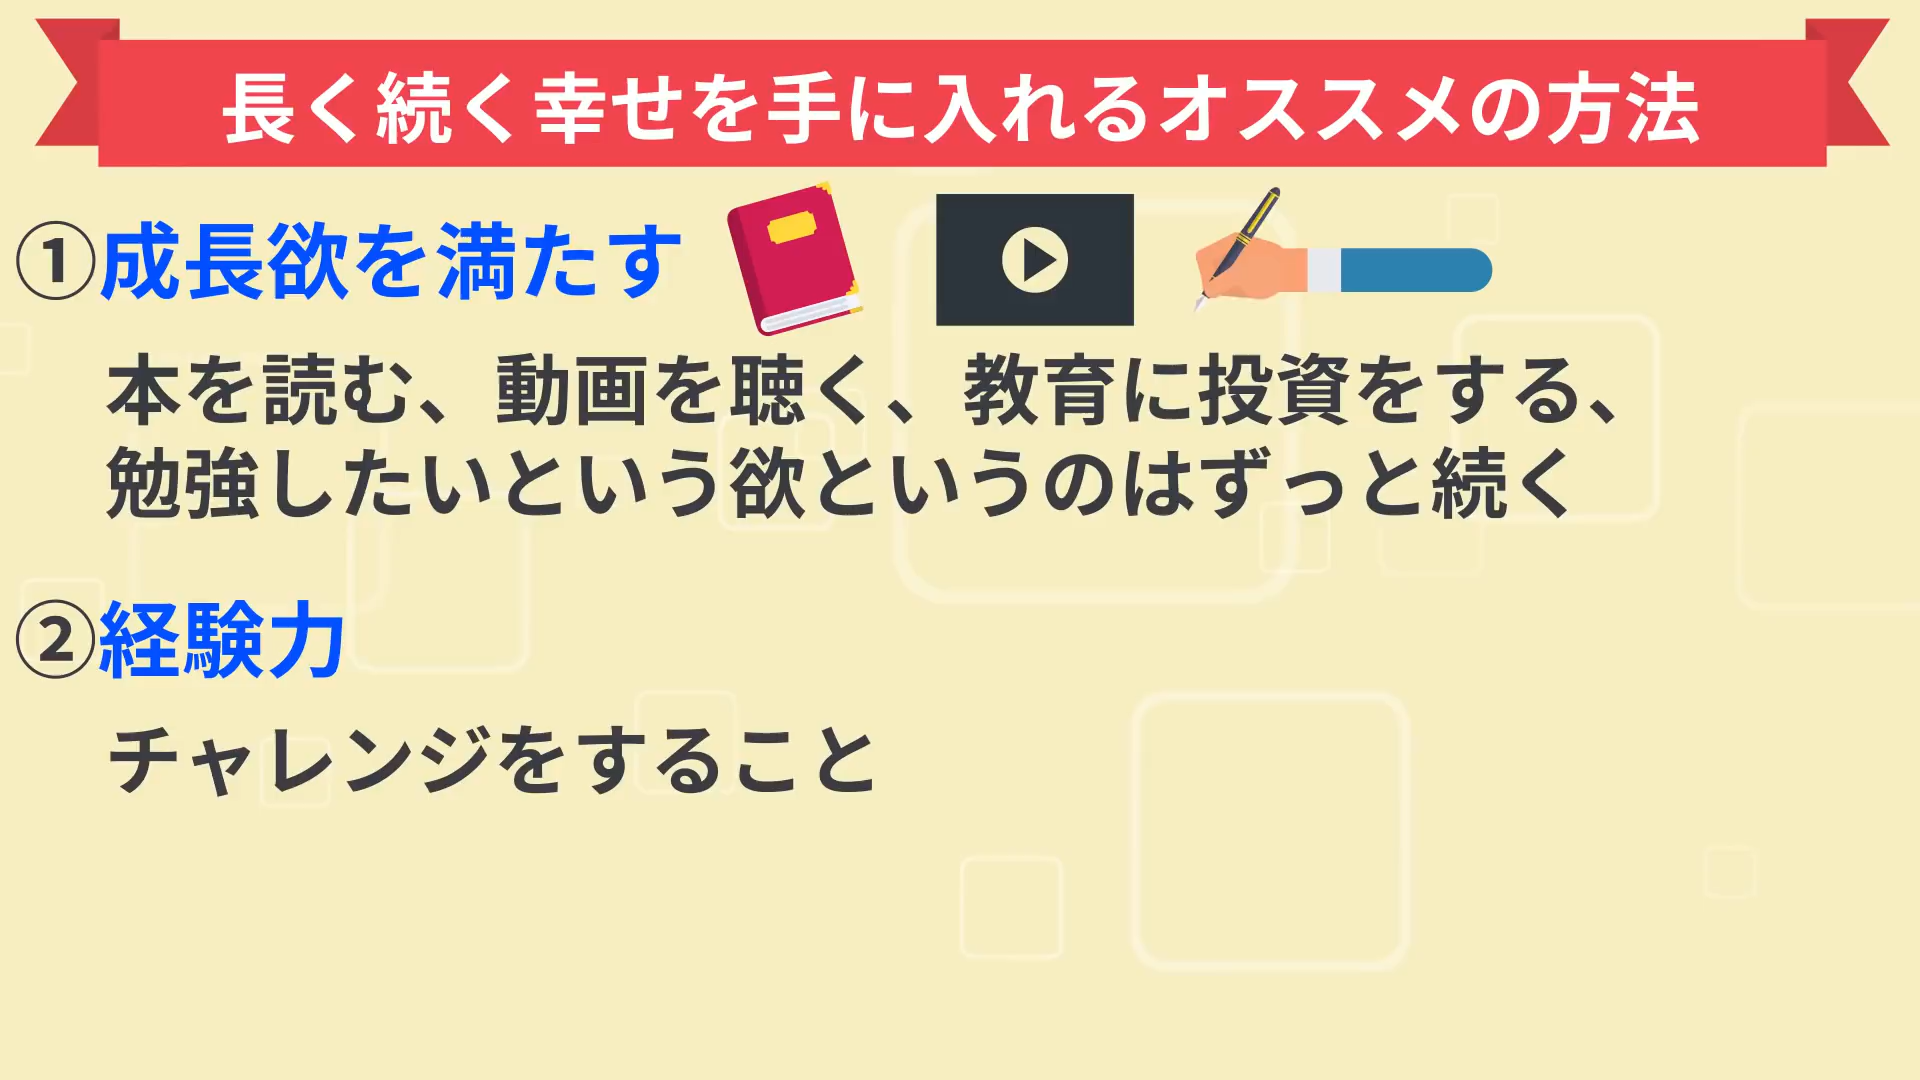 長く続く幸せを手に入れるオススメの方法
①成長欲を満たす
本を読む、動画を聴く、教育に投資をする、
勉強したいという欲というのはずっと続く
②経験力
チャレンジをすること